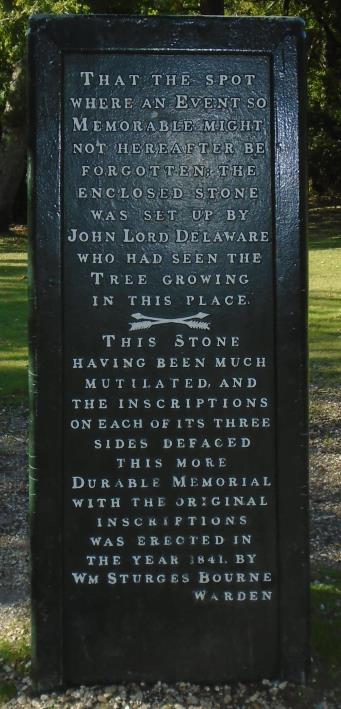 THAT THE SPOT
WHERE AN EVENT SO
MEMORABLE MIGHT
NOT HEREAFTER BE
FORGOTTEN; THE
ENCLOSED STONE
WAS SET UP BY
JOHN LORD DELAWARE
WHO HAD SEEN THE
TREE GROWING
IN THIS PLACE.
THIS STONE
HAVING BEEN MUCH
MUTILATED, AND
THE INSCRIPTIONS
ON EACH OF ITS THREE
SIDES DEFACED
THIS MORE
DURABLE MEMORIAL
WITH THE ORIGINAL
INSCRIPTIONS
WAS ERECTED IN
THE YEAR 1841, BY
WM STURGES BOURNE
WARDEN